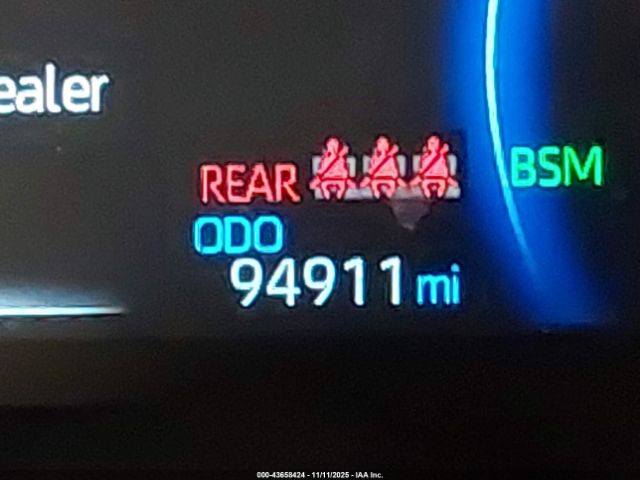 ealer
REAR
BSM
ODO
94911 mi
000-43658424 - 11/11/2025 - IAA Inc.